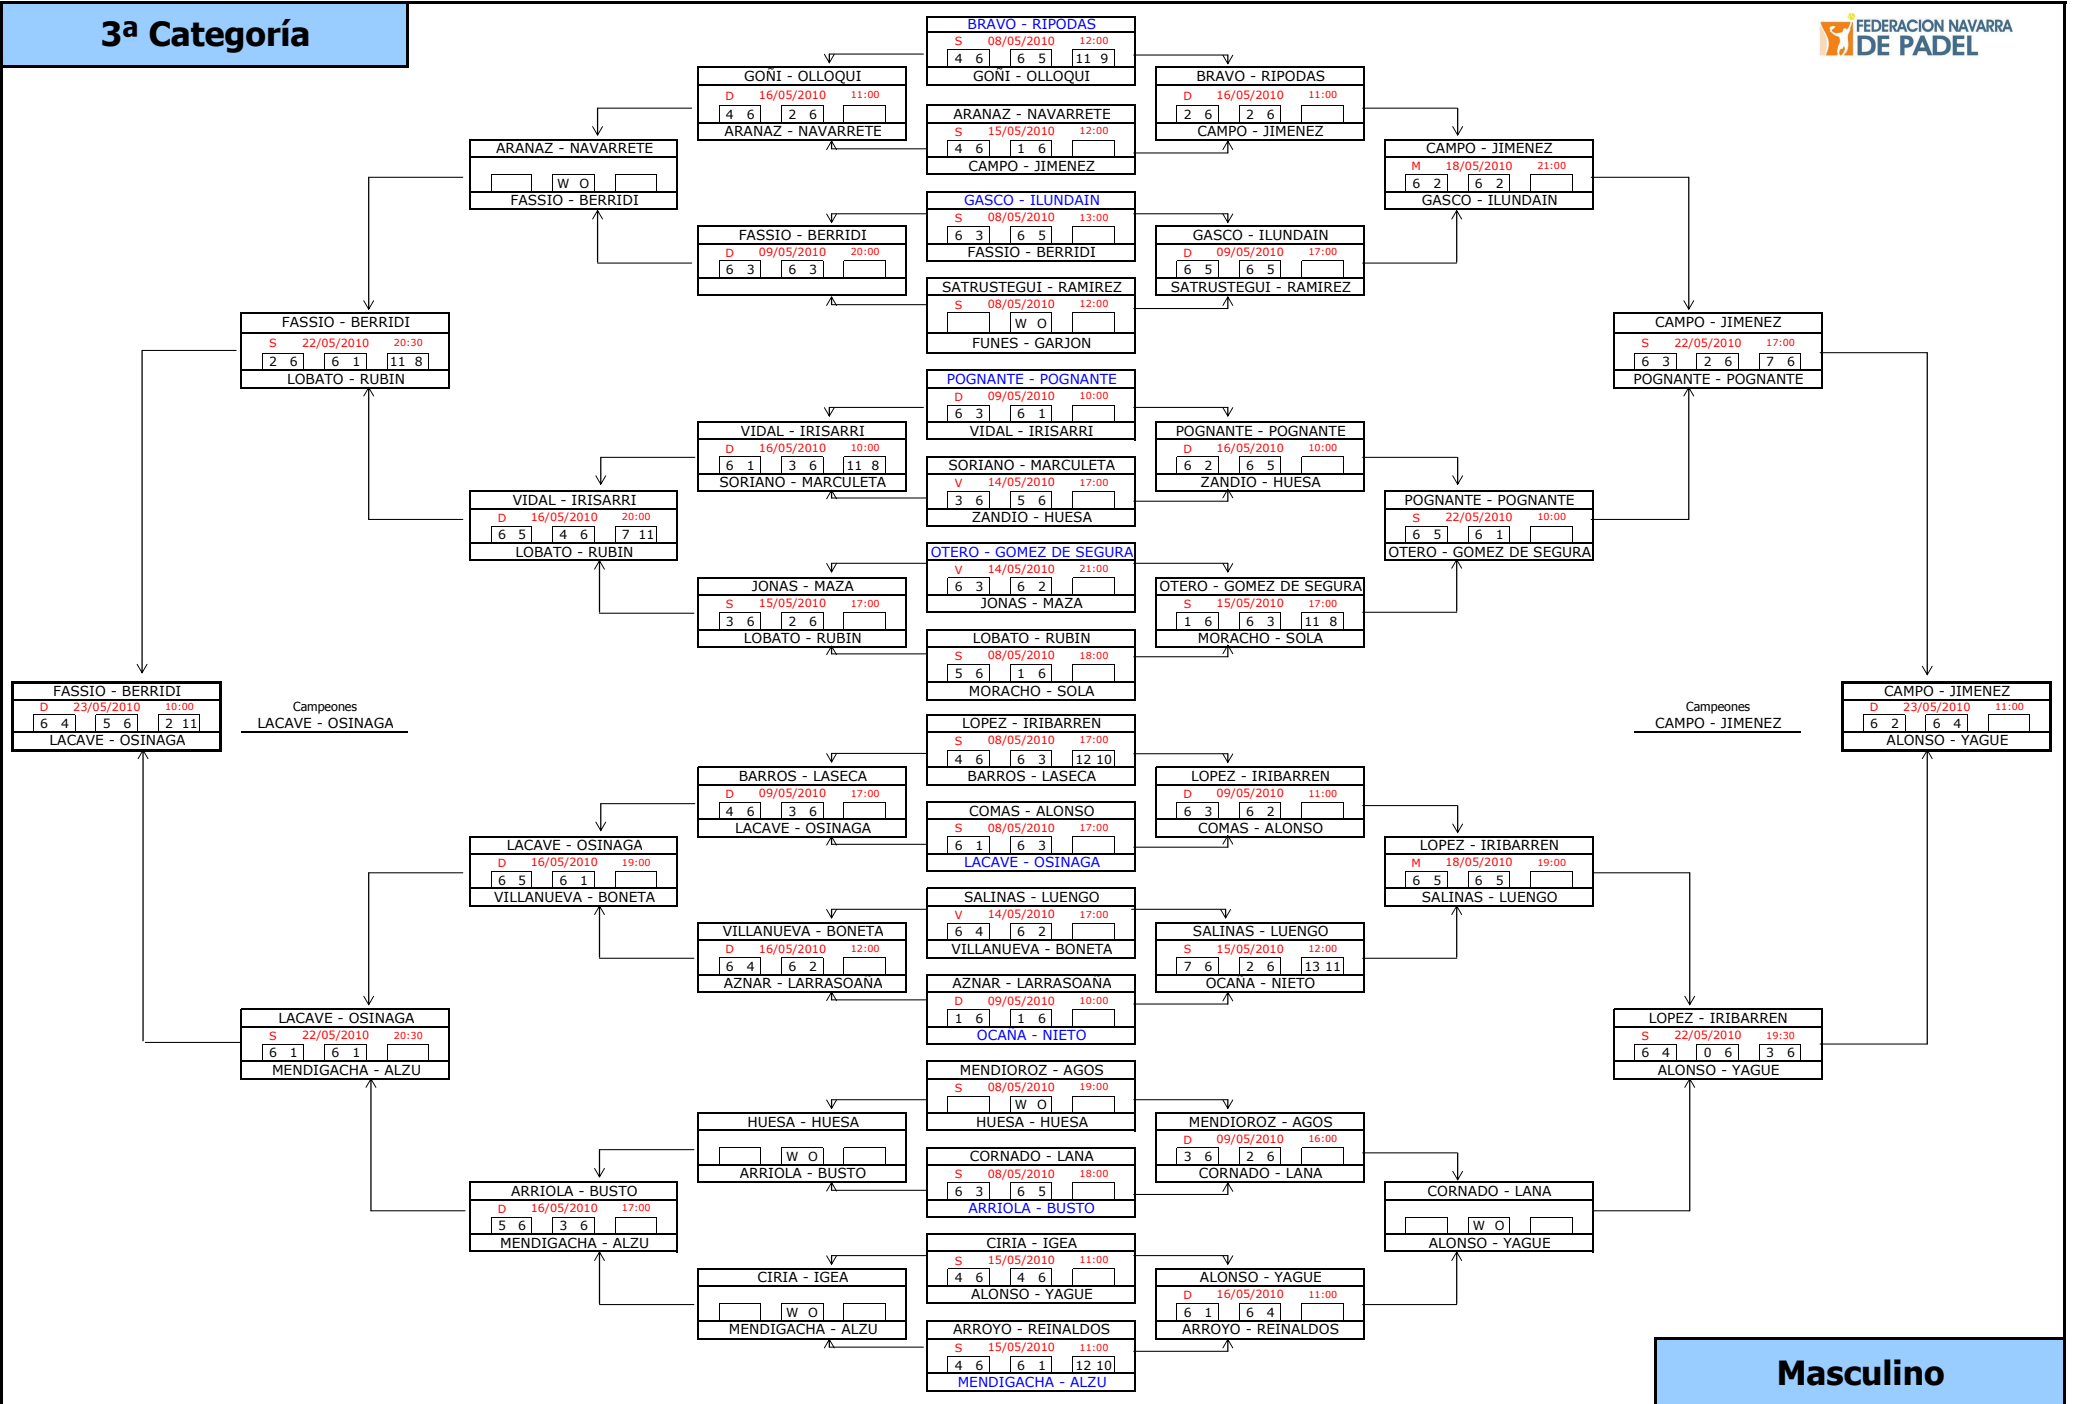 3ª Categoría
FEDERACION NAVARRA
DE PADEL
BRAVO - RIPODAS
S 08/05/2010 12:00
4 6 6 5 11 9
GOÑI - OLLOQUI
ARANAZ - NAVARRETE
S 15/05/2010 12:00
4 6 1 6
CAMPO - JIMENEZ
GASCO - ILUNDAIN
S 08/05/2010 13:00
6 3 6 5
FASSIO - BERRIDI
SATRUSTEGUI - RAMIREZ
S 08/05/2010 12:00
W O
FUNES - GARJON
POGNANTE - POGNANTE
D 09/05/2010 10:00
6 3 6 1
VIDAL - IRISARRI
SORIANO - MARCULETA
V 14/05/2010 17:00
3 6 5 6
ZANDIO - HUESA
OTERO - GOMEZ DE SEGURA
V 14/05/2010 21:00
6 3 6 2
JONAS - MAZA
LOBATO - RUBIN
S 08/05/2010 18:00
5 6 1 6
MORACHO - SOLA
LOPEZ - IRIBARREN
S 08/05/2010 17:00
4 6 6 3 12 10
BARROS - LASECA
COMAS - ALONSO
S 08/05/2010 17:00
6 1 6 3
LACAVE - OSINAGA
SALINAS - LUENGO
V 14/05/2010 17:00
6 4 6 2
VILLANUEVA - BONETA
AZNAR - LARRASOAÑA
D 09/05/2010 10:00
1 6 1 6
OCAÑA - NIETO
MENDIOROZ - AGOS
S 08/05/2010 19:00
W O
HUESA - HUESA
CORNADO - LANA
S 08/05/2010 18:00
6 3 6 5
ARRIOLA - BUSTO
CIRIA - IGEA
S 15/05/2010 11:00
4 6 4 6
ALONSO - YAGUE
ARROYO - REINALDOS
S 15/05/2010 11:00
4 6 6 1 12 10
MENDIGACHA - ALZU
GOÑI - OLLOQUI
D 16/05/2010 11:00
4 6 2 6
ARANAZ - NAVARRETE
FASSIO - BERRIDI
D 09/05/2010 20:00
6 3 6 3
VIDAL - IRISARRI
D 16/05/2010 10:00
6 1 3 6 11 8
SORIANO - MARCULETA
JONAS - MAZA
S 15/05/2010 17:00
3 6 2 6
LOBATO - RUBIN
BARROS - LASECA
D 09/05/2010 17:00
4 6 3 6
LACAVE - OSINAGA
VILLANUEVA - BONETA
D 16/05/2010 12:00
6 4 6 2
AZNAR - LARRASOAÑA
HUESA - HUESA
W O
ARRIOLA - BUSTO
CIRIA - IGEA
W O
MENDIGACHA - ALZU
ARANAZ - NAVARRETE
W O
FASSIO - BERRIDI
VIDAL - IRISARRI
D 16/05/2010 20:00
6 5 4 6 7 11
LOBATO - RUBIN
LACAVE - OSINAGA
D 16/05/2010 19:00
6 5 6 1
VILLANUEVA - BONETA
ARRIOLA - BUSTO
D 16/05/2010 17:00
5 6 3 6
MENDIGACHA - ALZU
FASSIO - BERRIDI
S 22/05/2010 20:30
2 6 6 1 11 8
LOBATO - RUBIN
LACAVE - OSINAGA
S 22/05/2010 20:30
6 1 6 1
MENDIGACHA - ALZU
FASSIO - BERRIDI
D 23/05/2010 10:00
6 4 5 6 2 11
LACAVE - OSINAGA
Campeones
LACAVE - OSINAGA
BRAVO - RIPODAS
D 16/05/2010 11:00
2 6 2 6
CAMPO - JIMENEZ
GASCO - ILUNDAIN
D 09/05/2010 17:00
6 5 6 5
SATRUSTEGUI - RAMIREZ
POGNANTE - POGNANTE
D 16/05/2010 10:00
6 2 6 5
ZANDIO - HUESA
OTERO - GOMEZ DE SEGURA
S 15/05/2010 17:00
1 6 6 3 11 8
MORACHO - SOLA
LOPEZ - IRIBARREN
D 09/05/2010 11:00
6 3 6 2
COMAS - ALONSO
SALINAS - LUENGO
S 15/05/2010 12:00
7 6 2 6 13 11
OCAÑA - NIETO
MENDIOROZ - AGOS
D 09/05/2010 16:00
3 6 2 6
CORNADO - LANA
ALONSO - YAGUE
D 16/05/2010 11:00
6 1 6 4
ARROYO - REINALDOS
CAMPO - JIMENEZ
M 18/05/2010 21:00
6 2 6 2
GASCO - ILUNDAIN
POGNANTE - POGNANTE
S 22/05/2010 10:00
6 5 6 1
OTERO - GOMEZ DE SEGURA
LOPEZ - IRIBARREN
M 18/05/2010 19:00
6 5 6 5
SALINAS - LUENGO
CORNADO - LANA
W O
ALONSO - YAGUE
CAMPO - JIMENEZ
S 22/05/2010 17:00
6 3 2 6 7 6
POGNANTE - POGNANTE
LOPEZ - IRIBARREN
S 22/05/2010 19:30
6 4 0 6 3 6
ALONSO - YAGUE
Campeones
CAMPO - JIMENEZ
CAMPO - JIMENEZ
D 23/05/2010 11:00
6 2 6 4
ALONSO - YAGUE
Masculino